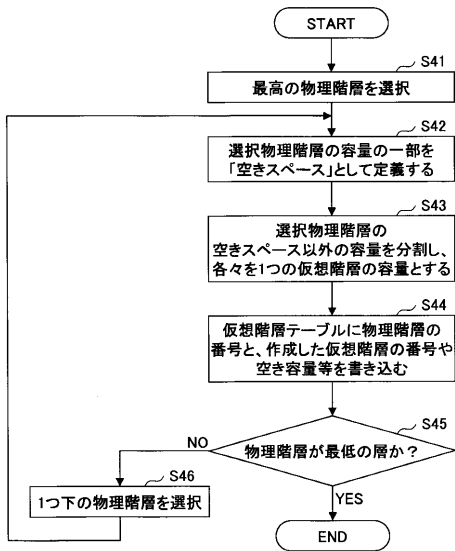 START
S41
最高の物理階層を選択
S42
選択物理階層の容量の一部を
「空きスペース」として定義する
S43
選択物理階層の
空きスペース以外の容量を分割し、
各々を1つの仮想階層の容量とする
S44
仮想階層テーブルに物理階層の
番号と、作成した仮想階層の番号や
空き容量等を書き込む
S45
物理階層が最低の層か？
NO
S46
1つ下の物理階層を選択
YES
END